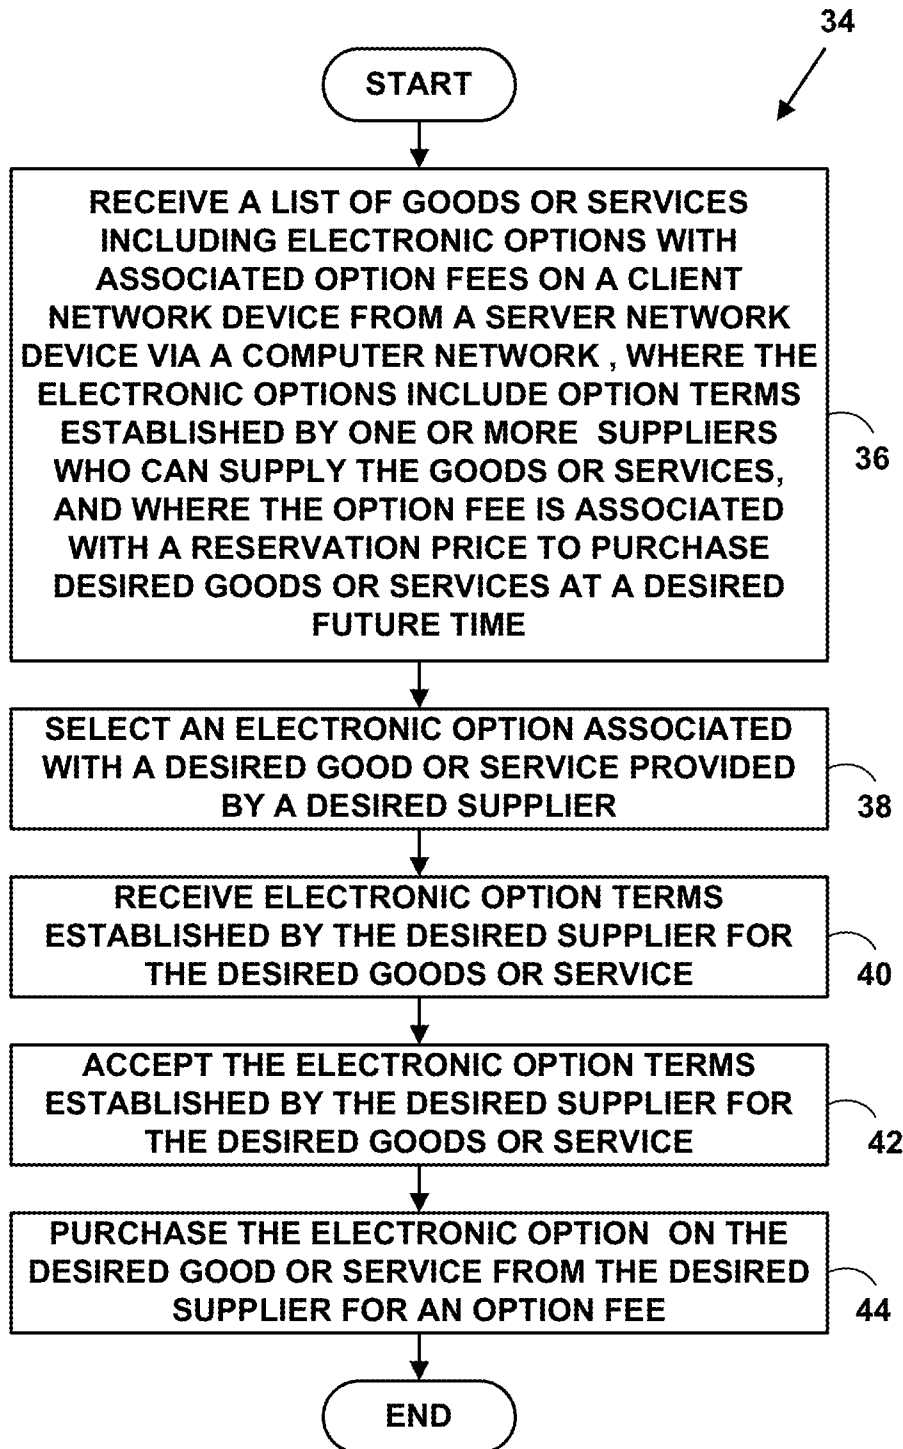 34
START
RECEIVE A LIST OF GOODS OR SERVICES
INCLUDING ELECTRONIC OPTIONS WITH
ASSOCIATED OPTION FEES ON A CLIENT
NETWORK DEVICE FROM A SERVER NETWORK
DEVICE VIA A COMPUTER NETWORK , WHERE THE
ELECTRONIC OPTIONS INCLUDE OPTION TERMS
ESTABLISHED BY ONE OR MORE SUPPLIERS
WHO CAN SUPPLY THE GOODS OR SERVICES,
AND WHERE THE OPTION FEE IS ASSOCIATED
WITH A RESERVATION PRICE TO PURCHASE
DESIRED GOODS OR SERVICES AT A DESIRED
FUTURE TIME
36
SELECT AN ELECTRONIC OPTION ASSOCIATED
WITH A DESIRED GOOD OR SERVICE PROVIDED
BY A DESIRED SUPPLIER
38
RECEIVE ELECTRONIC OPTION TERMS
ESTABLISHED BY THE DESIRED SUPPLIER FOR
THE DESIRED GOODS OR SERVICE
40
ACCEPT THE ELECTRONIC OPTION TERMS
ESTABLISHED BY THE DESIRED SUPPLIER FOR
THE DESIRED GOODS OR SERVICE
42
PURCHASE THE ELECTRONIC OPTION ON THE
DESIRED GOOD OR SERVICE FROM THE DESIRED
SUPPLIER FOR AN OPTION FEE
44
END